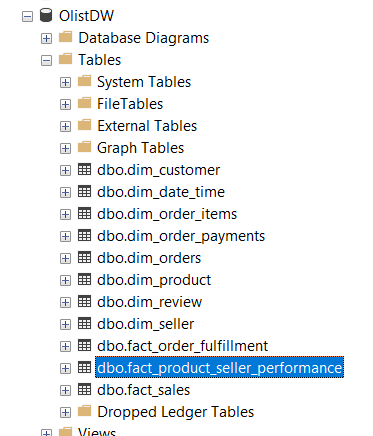 OlistDW
Database Diagrams
Tables
System Tables
FileTables
External Tables
Graph Tables
dbo.dim_customer
dbo.dim_date_time
dbo.dim_order_items
dbo.dim_order_payments
dbo.dim_orders
dbo.dim_product
dbo.dim_review
dbo.dim_seller
dbo.fact_order_fulfillment
dbo.fact_product_seller_performance
dbo.fact_sales
Dropped Ledger Tables
Views